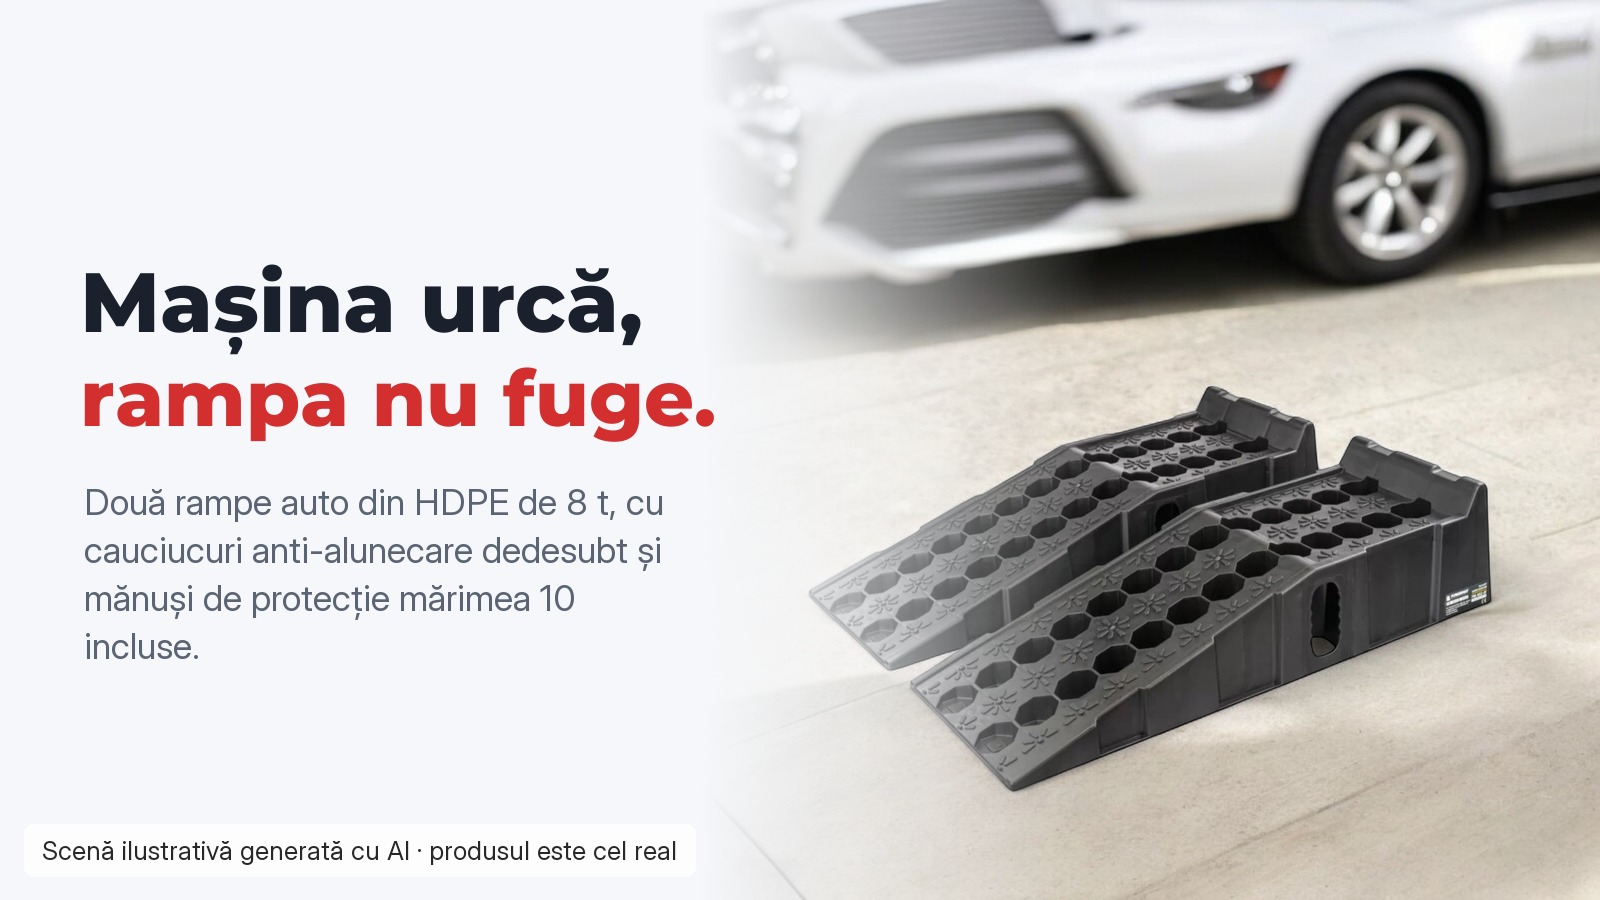 Mașina urcă,
rampa nu fuge.
Două rampe auto din HDPE de 8 t, cu
cauciucuri anti-alunecare dedesubt și
mănuși de protecție mărimea 10
incluse.
Scenă ilustrativă generată cu AI · produsul este cel real